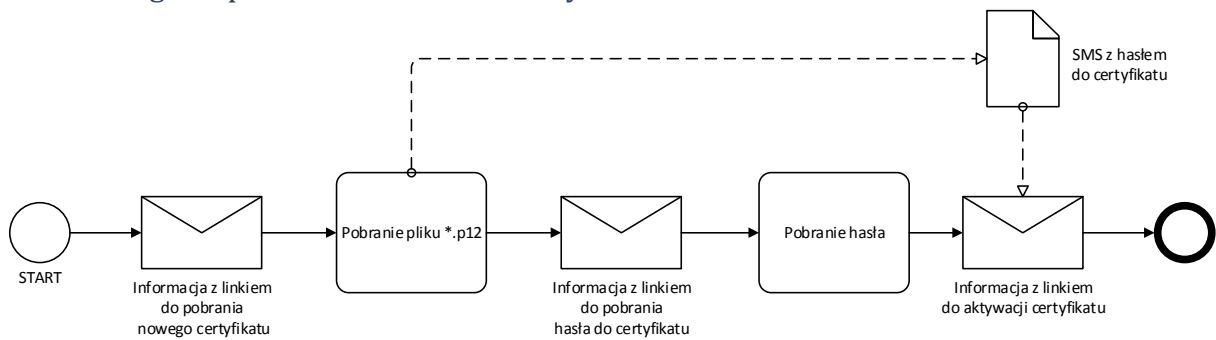 SMS z hasłem
do certyfikatu
Pobranie pliku *.p12
Pobranie hasła
START
Informacja z linkiem
do pobrania
nowego certyfikatu
Informacja z linkiem
do pobrania
hasła do certyfikatu
Informacja z linkiem
do aktywacji certyfikatu